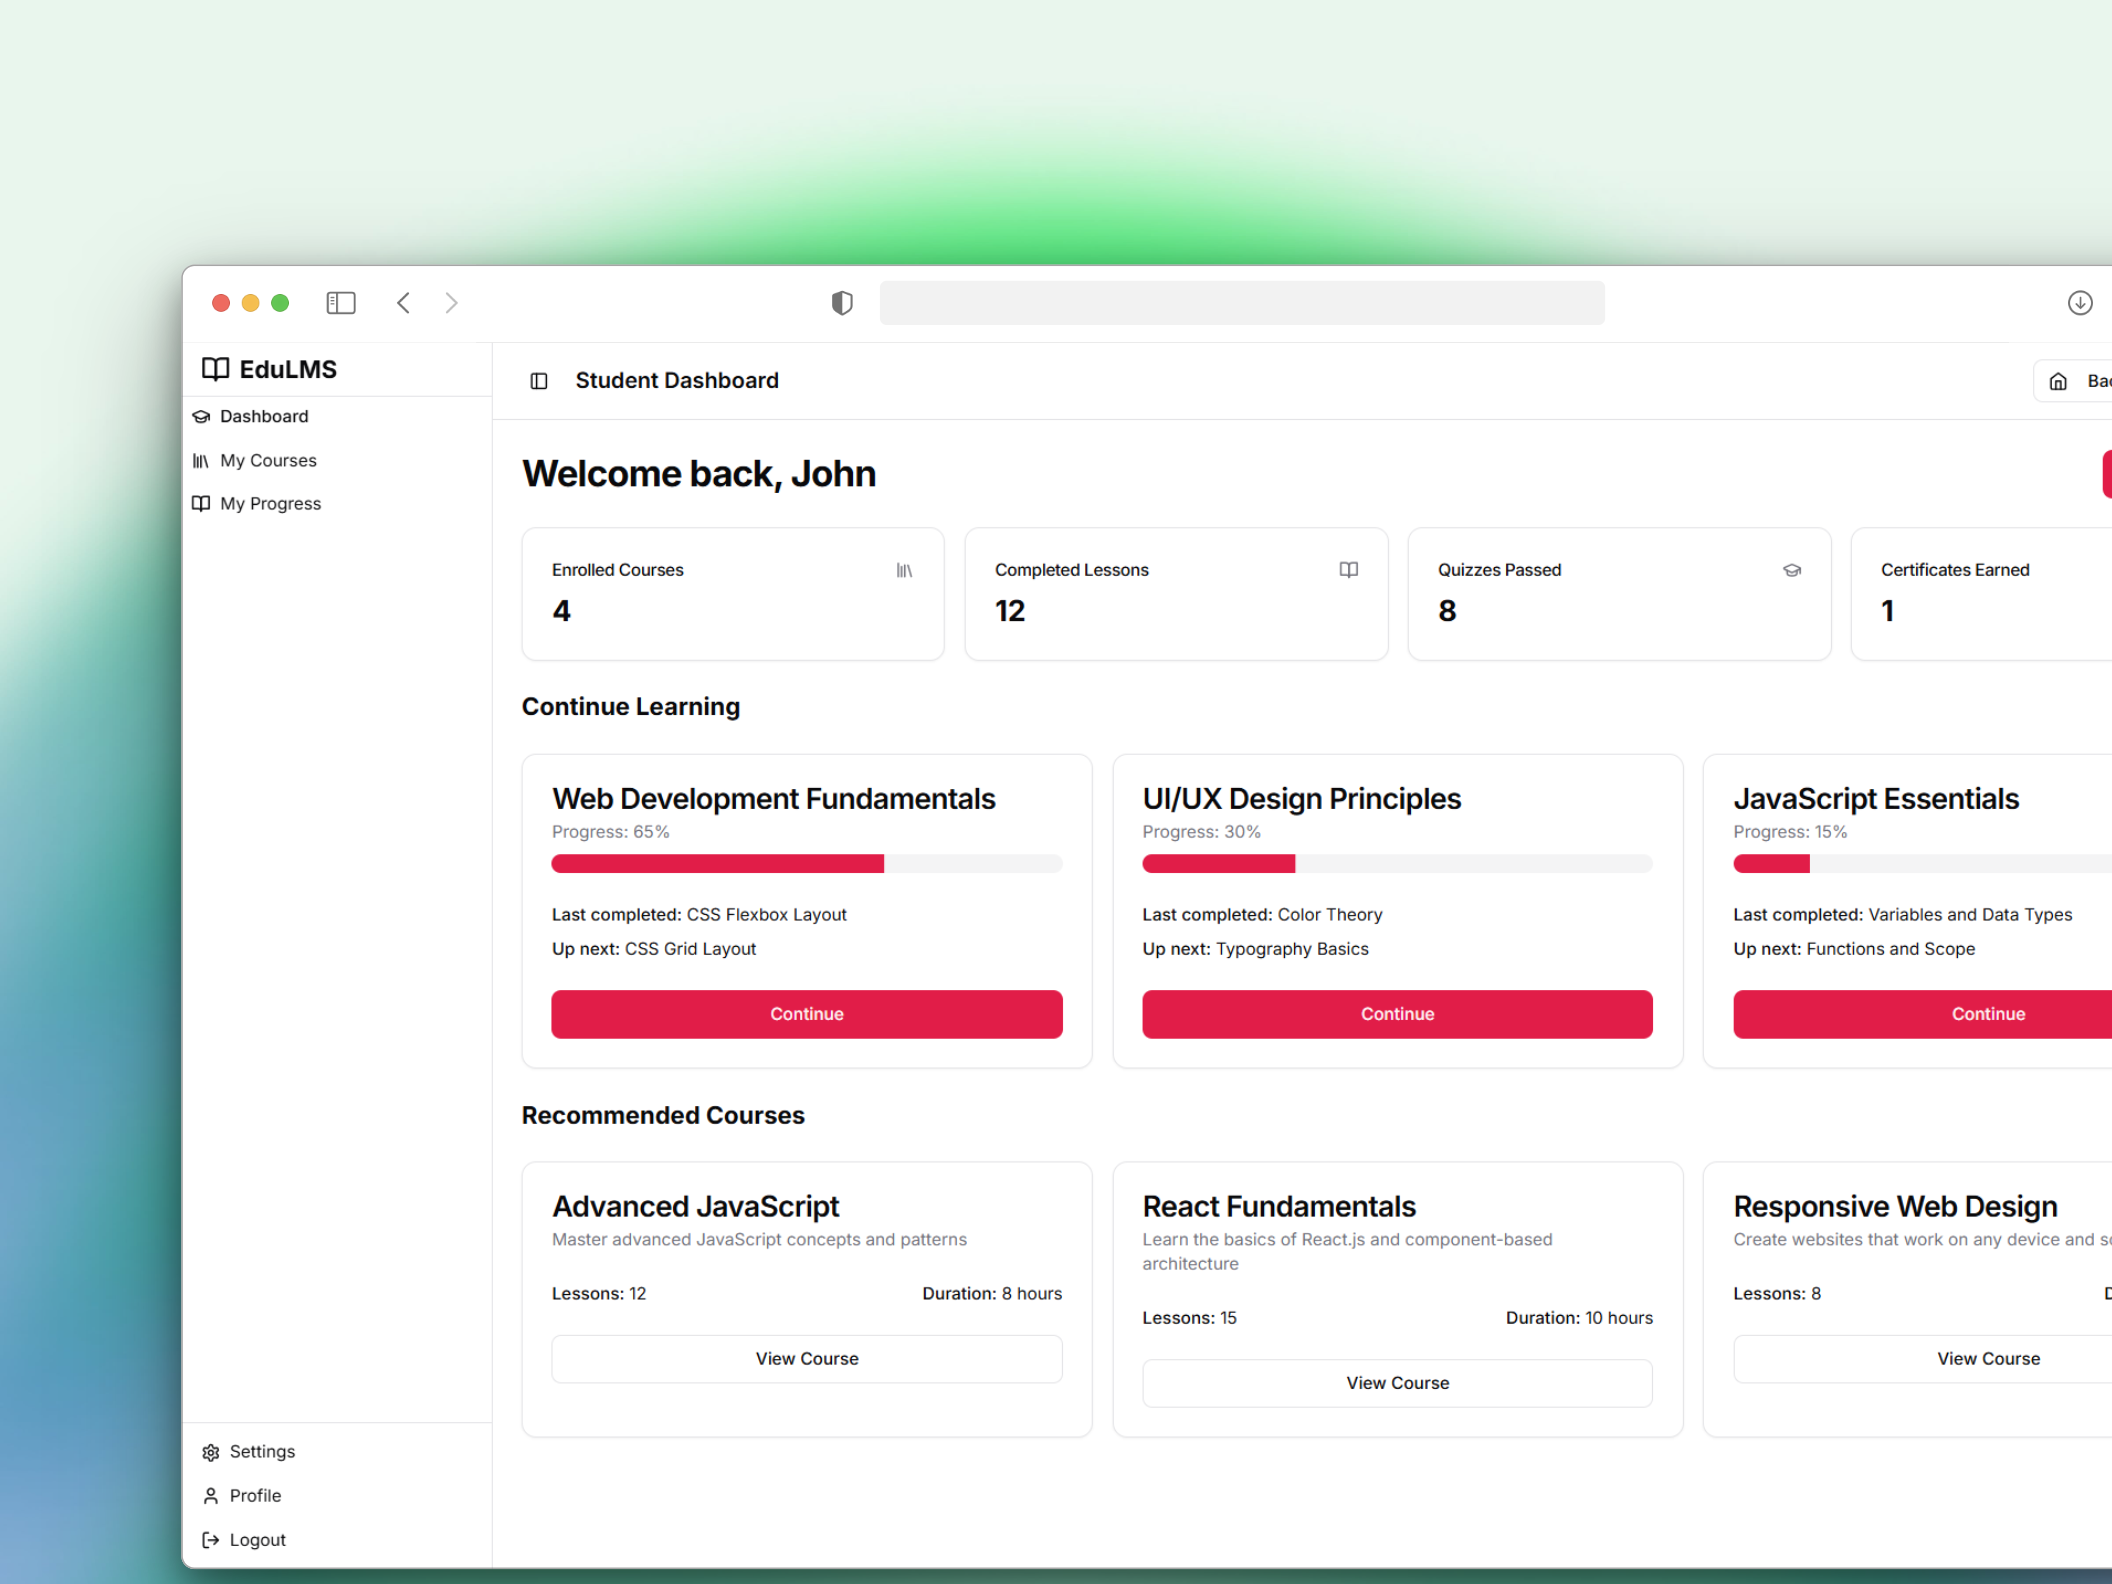 EduLMS
Dashboard
My Courses
My Progress
Settings
Profile
Logout
Student Dashboard
Welcome back, John
Enrolled Courses
4
Completed Lessons
12
Quizzes Passed
8
Certificates Earned
1
Continue Learning
Web Development Fundamentals
Progress: 65%
Last completed: CSS Flexbox Layout
Up next: CSS Grid Layout
Continue
UI/UX Design Principles
Progress: 30%
Last completed: Color Theory
Up next: Typography Basics
Continue
JavaScript Essentials
Progress: 15%
Last completed: Variables and Data Types
Up next: Functions and Scope
Continue
Recommended Courses
Advanced JavaScript
Master advanced JavaScript concepts and patterns
Lessons: 12
Duration: 8 hours
View Course
React Fundamentals
Learn the basics of React.js and component-based
architecture
Lessons: 15
Duration: 10 hours
View Course
Responsive Web Design
Create websites that work on any device and
Lessons: 8
View Course